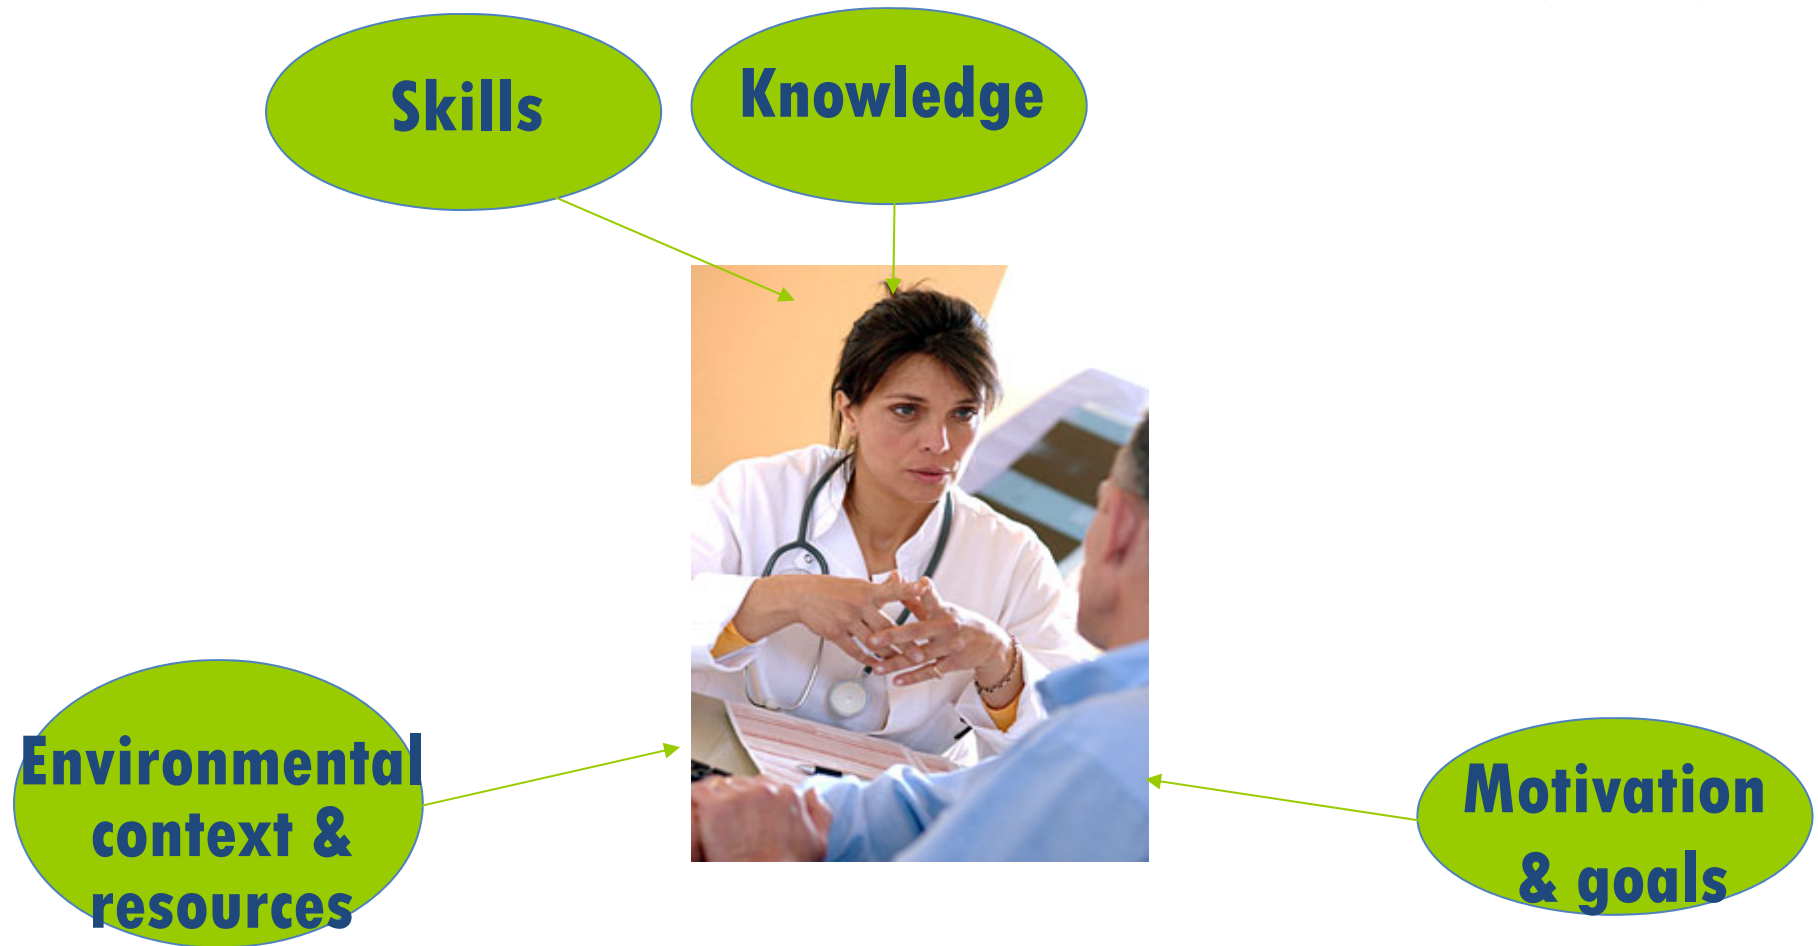 Skills
Knowledge
Environmental
context &
resources
Motivation
& goals